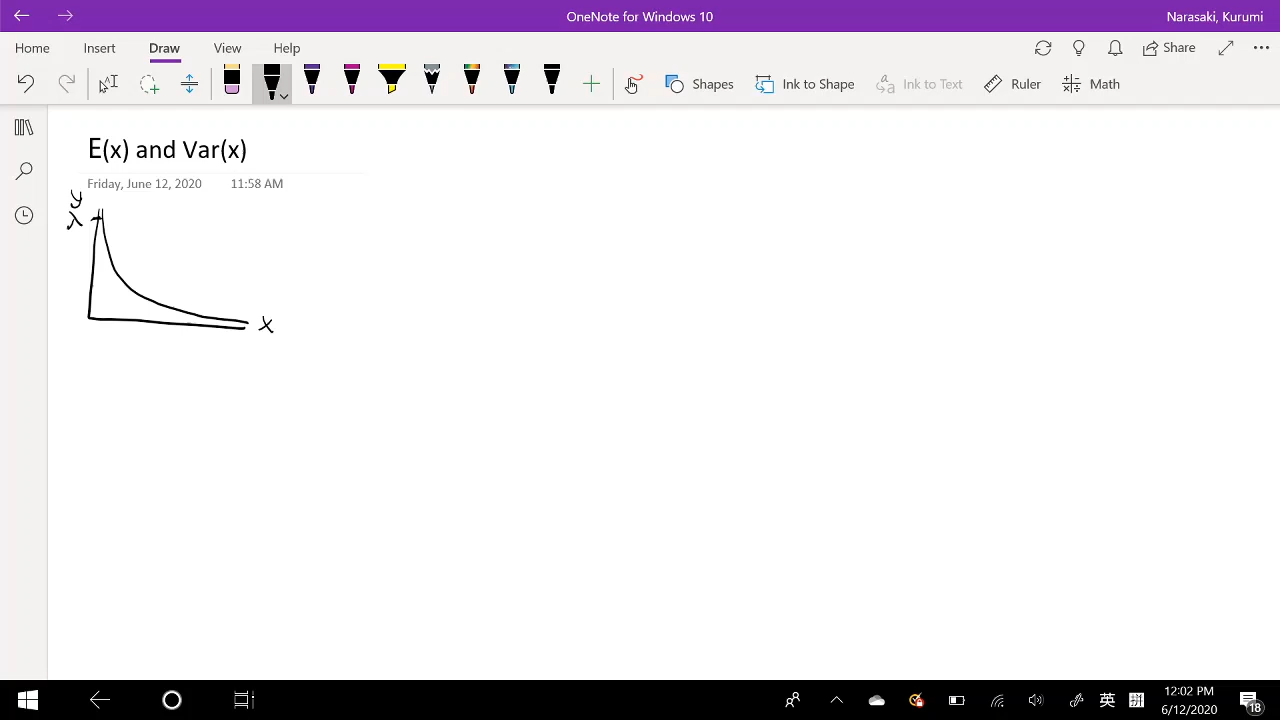 OneNote for Windows 10
Narasaki, Kurumi
Home Insert Draw View Help
Share
Shapes Ink to Shape Ink to Text Ruler Math
E(x) and Var(x)
Friday, June 12, 2020 11:58 AM
y
λ
x
英 拼
12:02 PM
6/12/2020
18